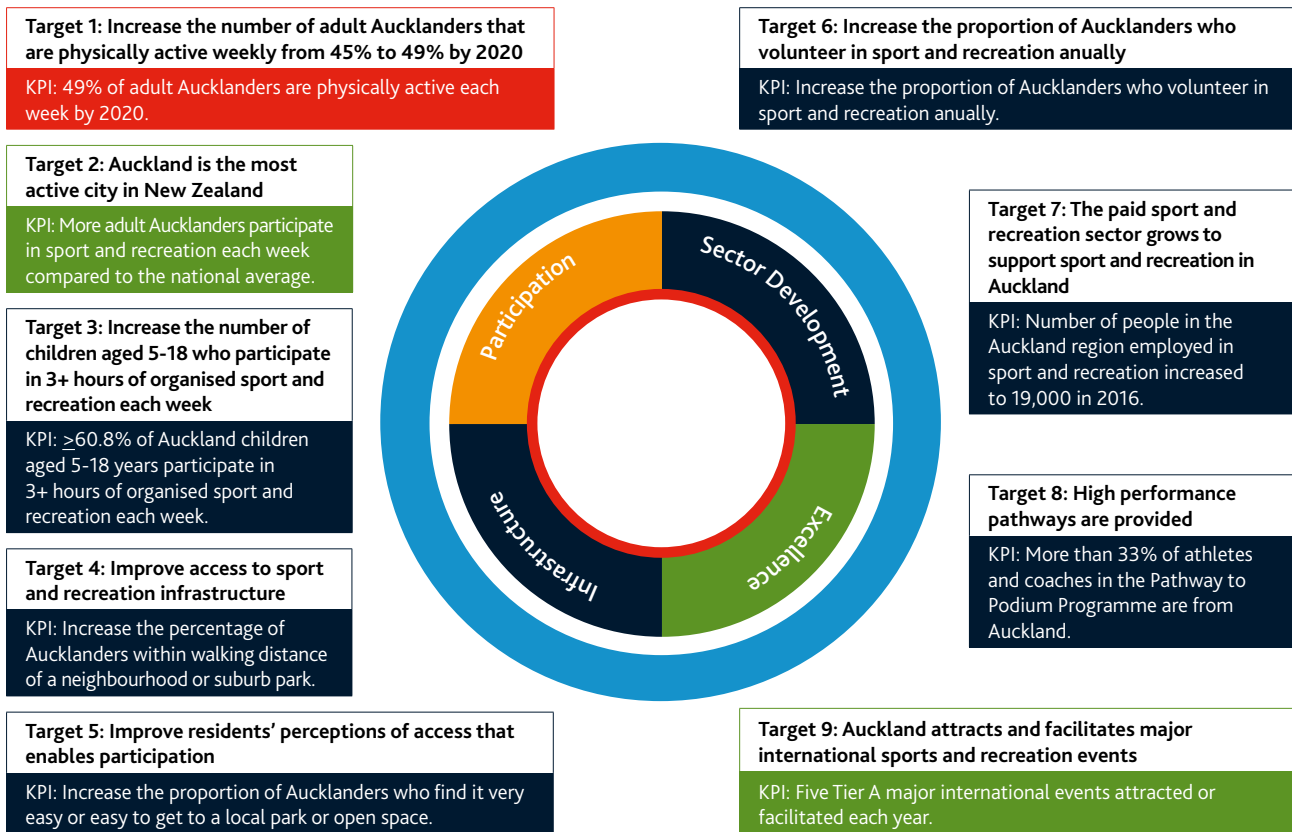 Target 1: Increase the number of adult Aucklanders that
are physically active weekly from 45% to 49% by 2020
KPI: 49% of adult Aucklanders are physically active each
week by 2020.
Target 2: Auckland is the most
active city in New Zealand
KPI: More adult Aucklanders participate
in sport and recreation each week
compared to the national average.
Target 3: Increase the number of
children aged 5-18 who participate
in 3+ hours of organised sport and
recreation each week
KPI: ≥60.8% of Auckland children
aged 5-18 years participate in
3+ hours of organised sport and
recreation each week.
Target 4: Improve access to sport
and recreation infrastructure
KPI: Increase the percentage of
Aucklanders within walking distance
of a neighbourhood or suburb park.
Target 5: Improve residents’ perceptions of access that
enables participation
KPI: Increase the proportion of Aucklanders who find it very
easy or easy to get to a local park or open space.
Participation
Sector Development
Infrastructure
Excellence
Target 6: Increase the proportion of Aucklanders who
volunteer in sport and recreation anually
KPI: Increase the proportion of Aucklanders who volunteer in
sport and recreation anually.
Target 7: The paid sport and
recreation sector grows to
support sport and recreation in
Auckland
KPI: Number of people in the
Auckland region employed in
sport and recreation increased
to 19,000 in 2016.
Target 8: High performance
pathways are provided
KPI: More than 33% of athletes
and coaches in the Pathway to
Podium Programme are from
Auckland.
Target 9: Auckland attracts and facilitates major
international sports and recreation events
KPI: Five Tier A major international events attracted or
facilitated each year.